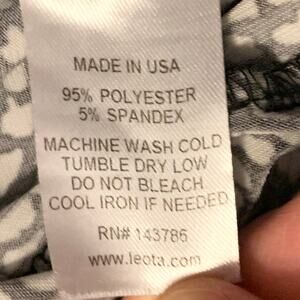 MADE IN USA
95% POLYESTER
5% SPANDEX
MACHINE WASH COLD
TUMBLE DRY LOW
DO NOT BLEACH
COOL IRON IF NEEDED
RN# 143786
www.leota.com